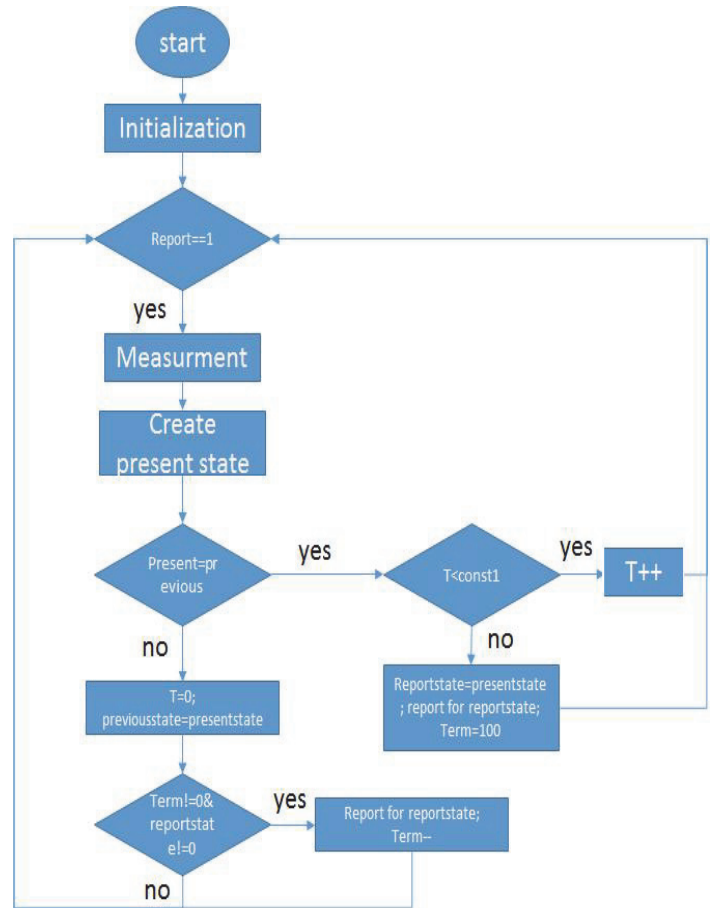 start
Initialization
Report==1
yes
Measurment
Create
present state
Present=pr
evious
yes
T<const1
yes
T++
no
no
Reportstate=presentstate
; report for reportstate;
Term=100
T=0;
previousstate=presentstate
Term!=0&
reportstat
e!=0
yes
Report for reportstate;
Term--
no